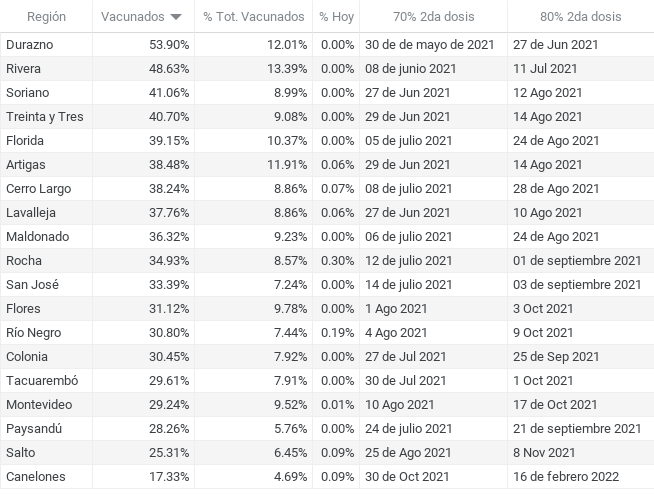 Región Vacunados % Tot. Vacunados % Hoy 70% 2da dosis 80% 2da dosis
Durazno 53.90% 12.01% 0.00% 30 de de mayo de 2021 27 de Jun 2021
Rivera 48.63% 13.39% 0.00% 08 de junio 2021 11 Jul 2021
Soriano 41.06% 8.99% 0.00% 27 de Jun 2021 12 Ago 2021
Treinta y Tres 40.70% 9.08% 0.00% 29 de Jun 2021 14 Ago 2021
Florida 39.15% 10.37% 0.00% 05 de julio 2021 24 de Ago 2021
Artigas 38.48% 11.91% 0.06% 29 de Jun 2021 14 Ago 2021
Cerro Largo 38.24% 8.86% 0.07% 08 de julio 2021 28 de Ago 2021
Lavalleja 37.76% 8.86% 0.06% 27 de Jun 2021 10 Ago 2021
Maldonado 36.32% 9.23% 0.00% 06 de julio 2021 24 de Ago 2021
Rocha 34.93% 8.57% 0.30% 12 de julio 2021 01 de septiembre 2021
San José 33.39% 7.24% 0.00% 14 de julio 2021 03 de septiembre 2021
Flores 31.12% 9.78% 0.00% 1 Ago 2021 3 Oct 2021
Río Negro 30.80% 7.44% 0.19% 4 Ago 2021 9 Oct 2021
Colonia 30.45% 7.92% 0.00% 27 de Jul 2021 25 de Sep 2021
Tacuarembó 29.61% 7.91% 0.00% 30 de Jul 2021 1 Oct 2021
Montevideo 29.24% 9.52% 0.01% 10 Ago 2021 17 de Oct 2021
Paysandú 28.26% 5.76% 0.00% 24 de julio 2021 21 de septiembre 2021
Salto 25.31% 6.45% 0.09% 25 de Ago 2021 8 Nov 2021
Canelones 17.33% 4.69% 0.09% 30 de Oct 2021 16 de febrero 2022